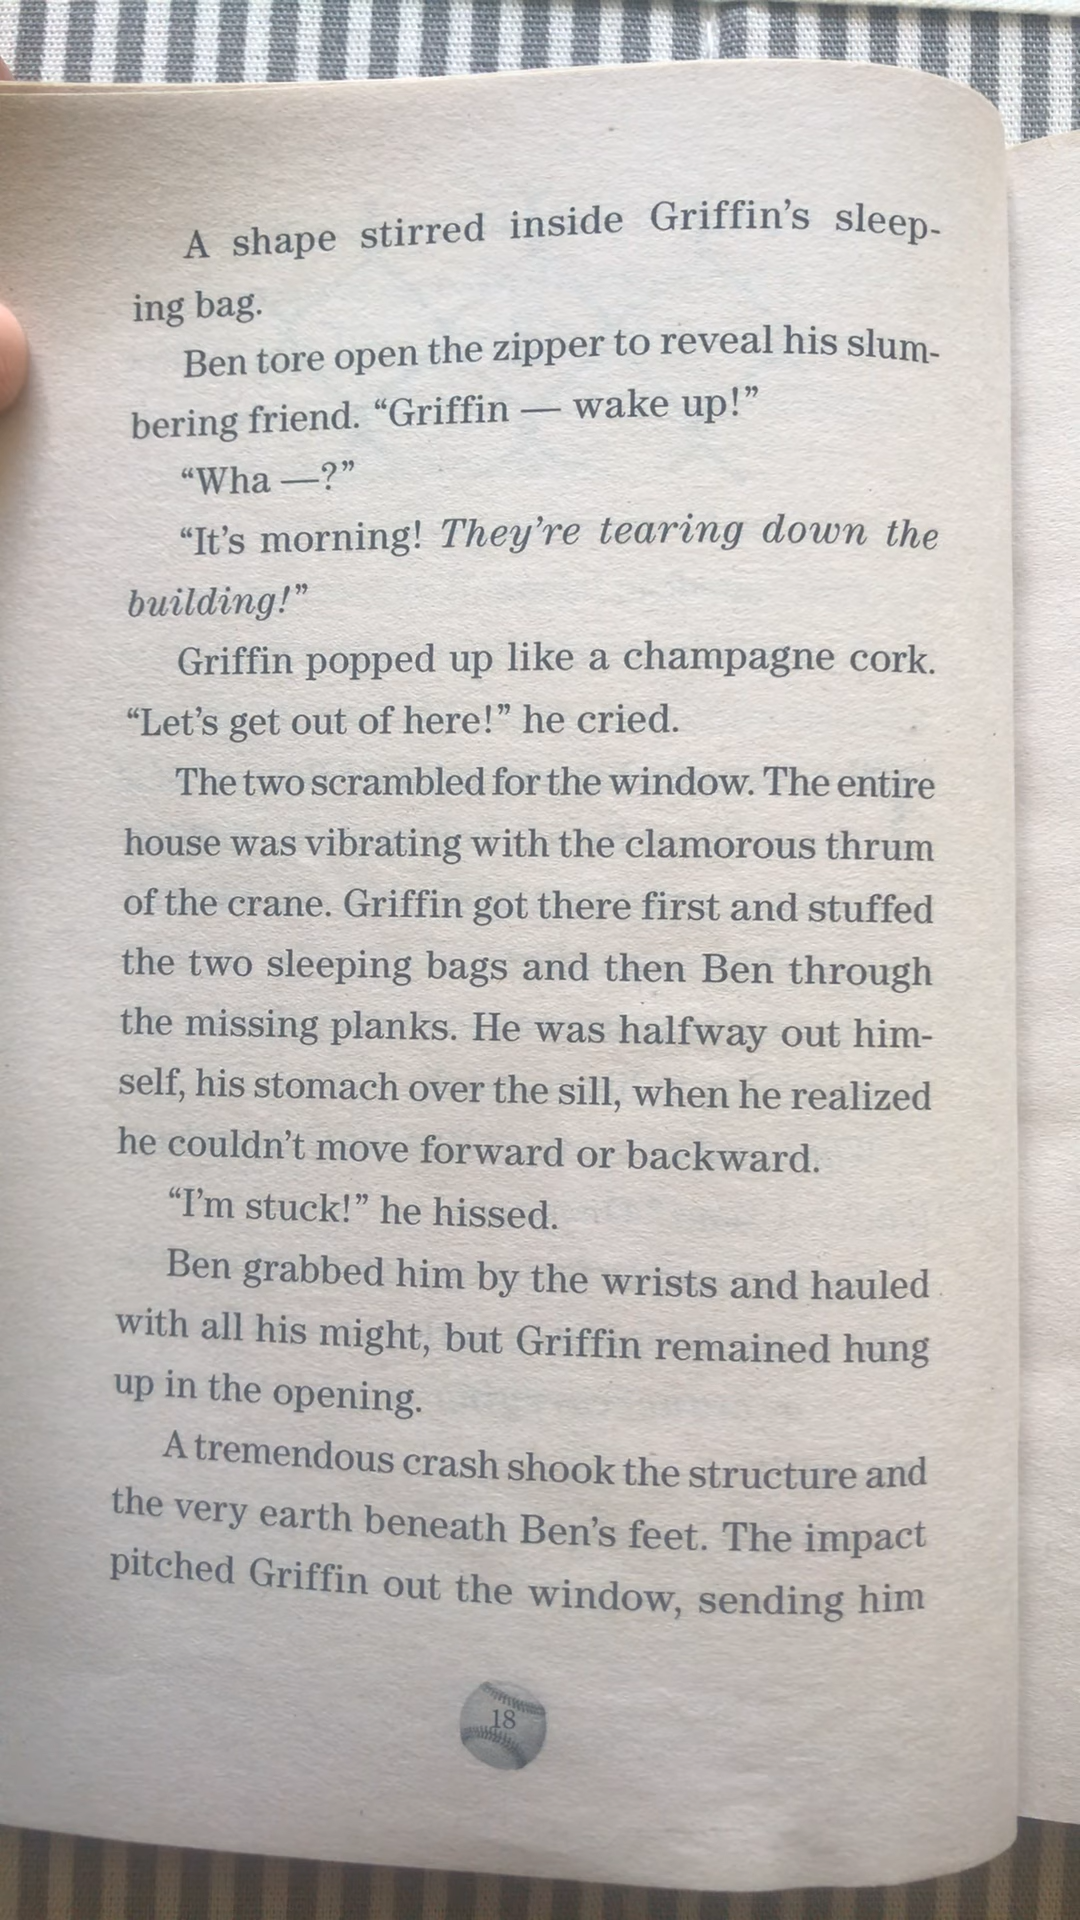 A shape stirred inside Griffin's sleep-
ing bag.
Ben tore open the zipper to reveal his slum-
bering friend. “Griffin — wake up!”
“Wha —?”
“It's morning! They're tearing down the
building!”
Griffin popped up like a champagne cork.
“Let's get out of here!” he cried.
The two scrambled for the window. The entire
house was vibrating with the clamorous thrum
of the crane. Griffin got there first and stuffed
the two sleeping bags and then Ben through
the missing planks. He was halfway out him-
self, his stomach over the sill, when he realized
he couldn't move forward or backward.
“I'm stuck!” he hissed.
Ben grabbed him by the wrists and hauled
with all his might, but Griffin remained hung
up in the opening.
A tremendous crash shook the structure and
the very earth beneath Ben's feet. The impact
pitched Griffin out the window, sending him
18